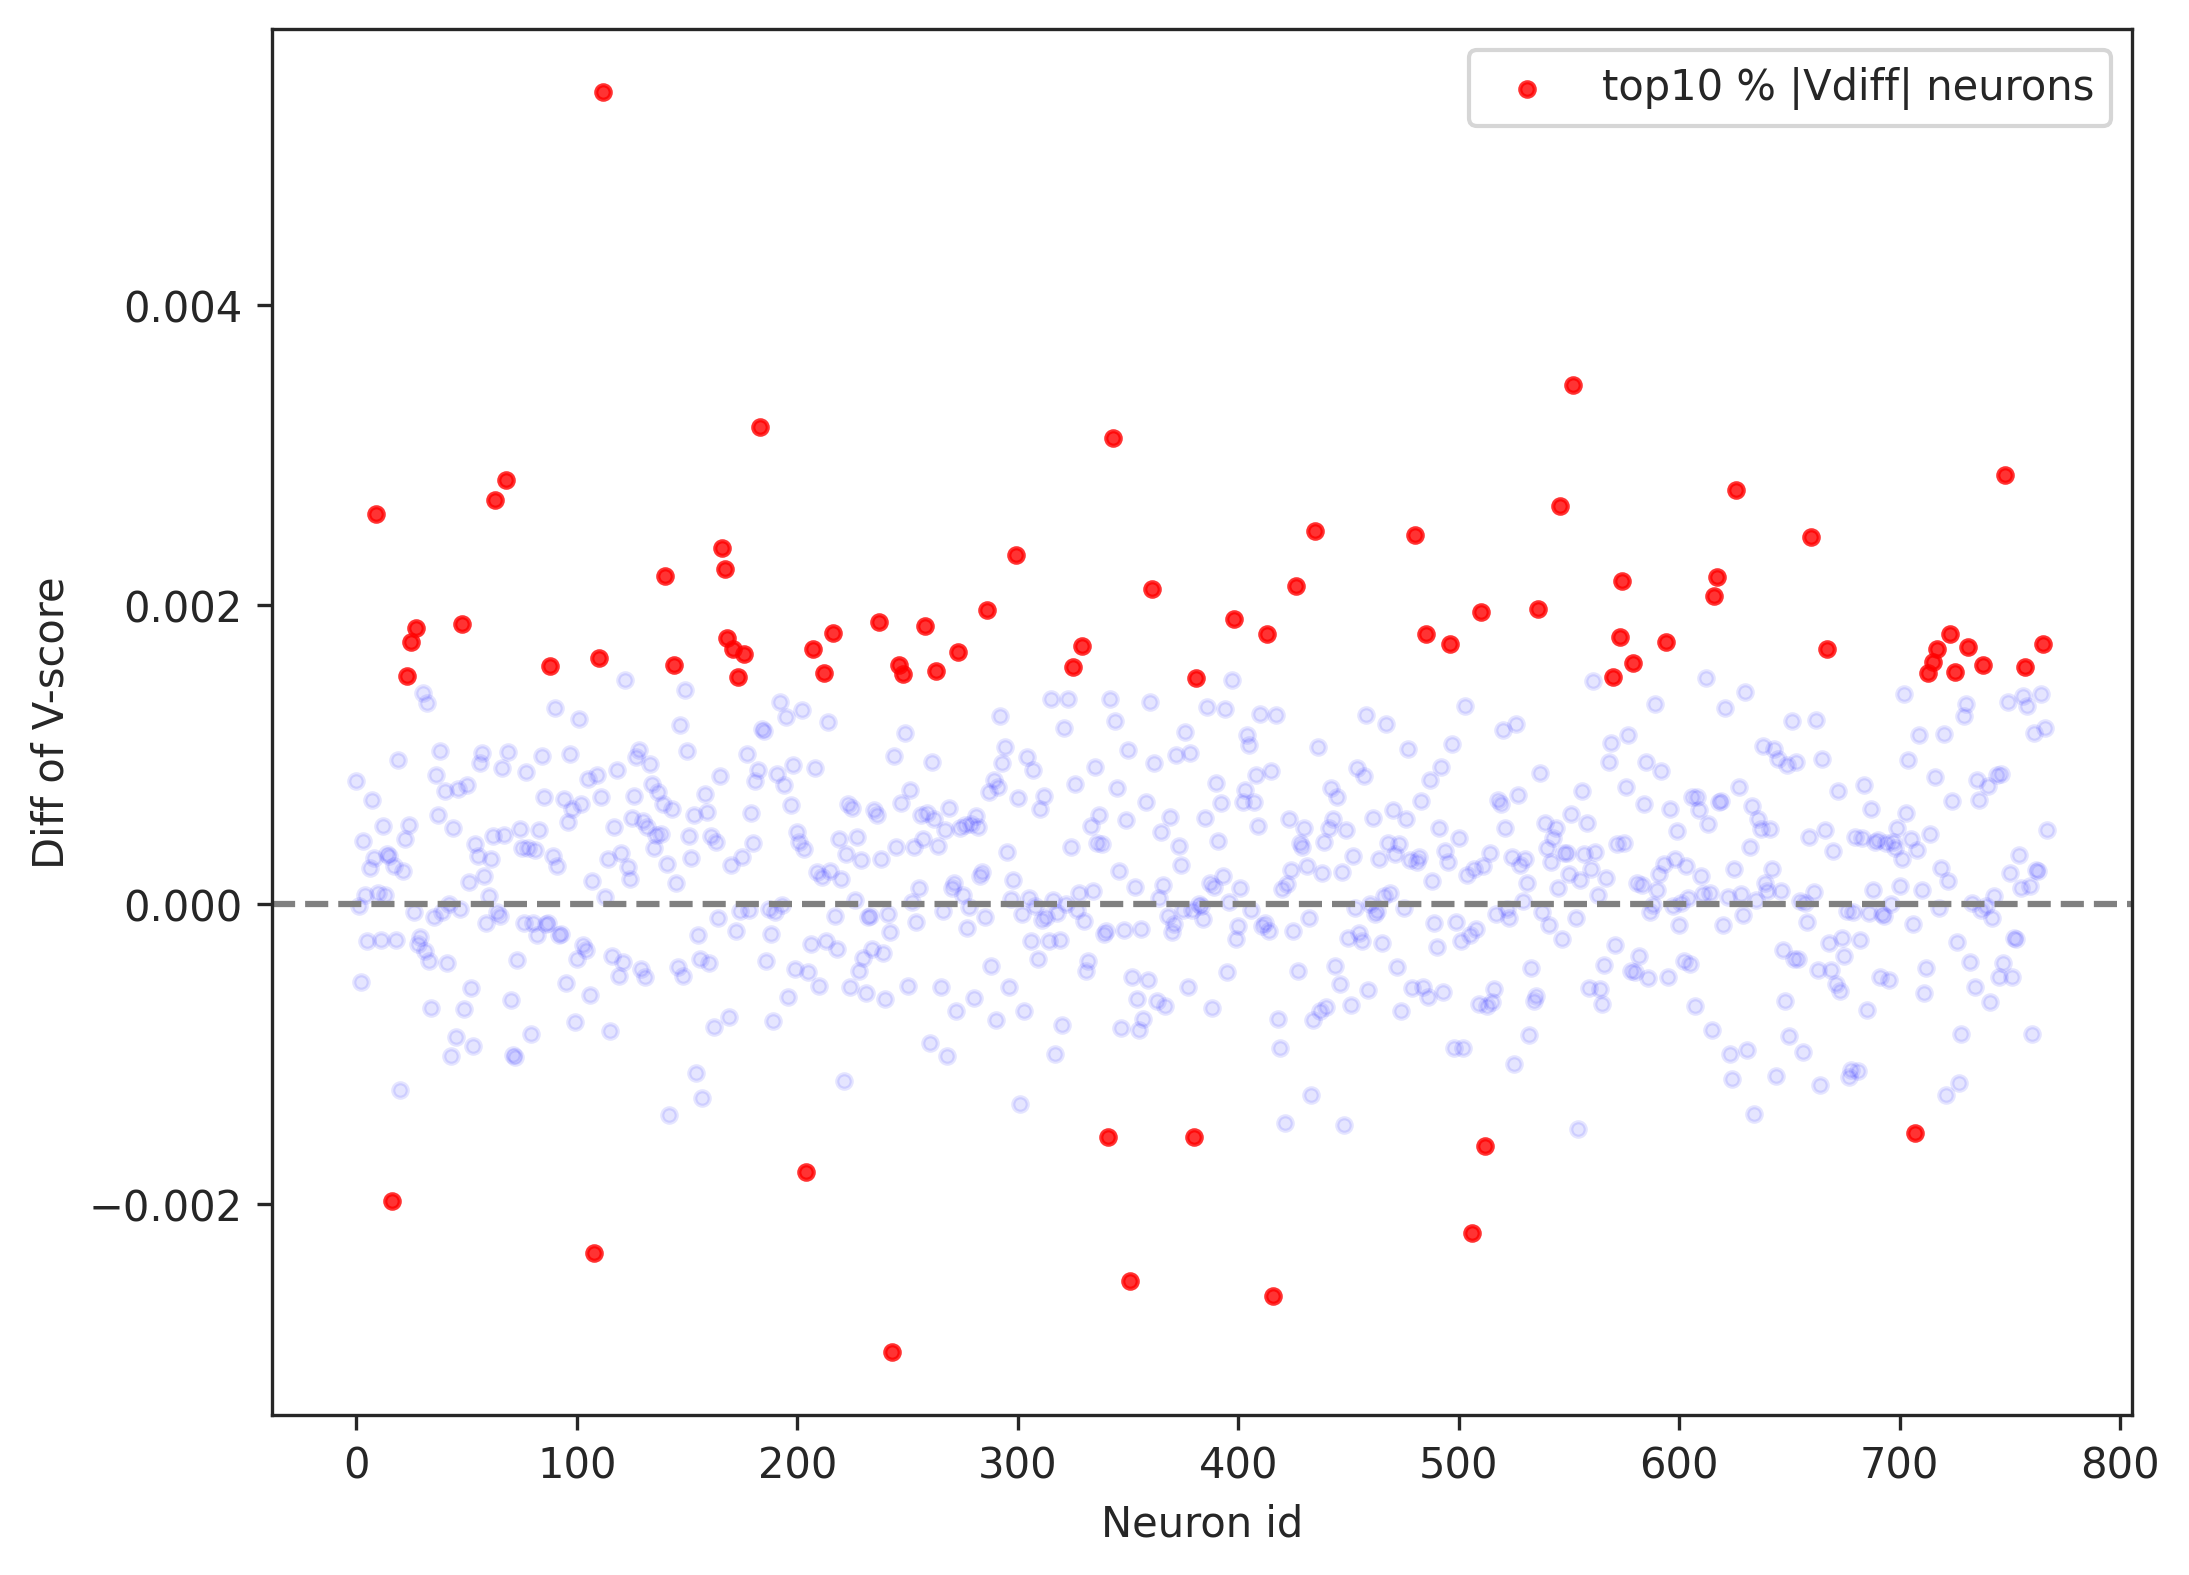 top10 % |Vdiff| neurons
Diff of V-score
0.004
0.002
0.000
−0.002
0 100 200 300 400 500 600 700 800
Neuron id